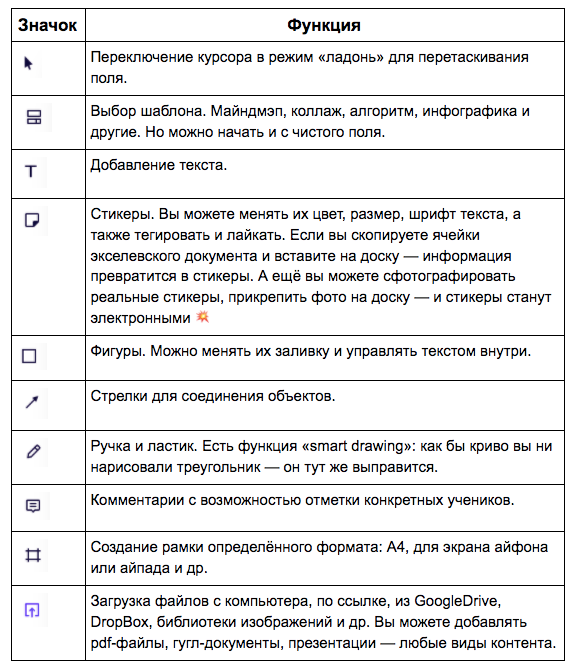 Значок Функция
Переключение курсора в режим «ладонь» для перетаскивания
поля.
Выбор шаблона. Майндмэп, коллаж, алгоритм, инфографика и
другие. Но можно начать и с чистого поля.
T
Добавление текста.
Стикеры. Вы можете менять их цвет, размер, шрифт текста, а
также тегировать и лайкать. Если вы скопируете ячейки
экселевского документа и вставите на доску — информация
превратится в стикеры. А ещё вы можете сфотографировать
реальные стикеры, прикрепить фото на доску — и стикеры станут
электронными 💥
Фигуры. Можно менять их заливку и управлять текстом внутри.
Стрелки для соединения объектов.
Ручка и ластик. Есть функция «smart drawing»: как бы криво вы ни
нарисовали треугольник — он тут же выправится.
Комментарии с возможностью отметки конкретных учеников.
Создание рамки определённого формата: А4, для экрана айфона
или айпада и др.
Загрузка файлов с компьютера, по ссылке, из GoogleDrive,
DropBox, библиотеки изображений и др. Вы можете добавлять
pdf-файлы, гугл-документы, презентации — любые виды контента.